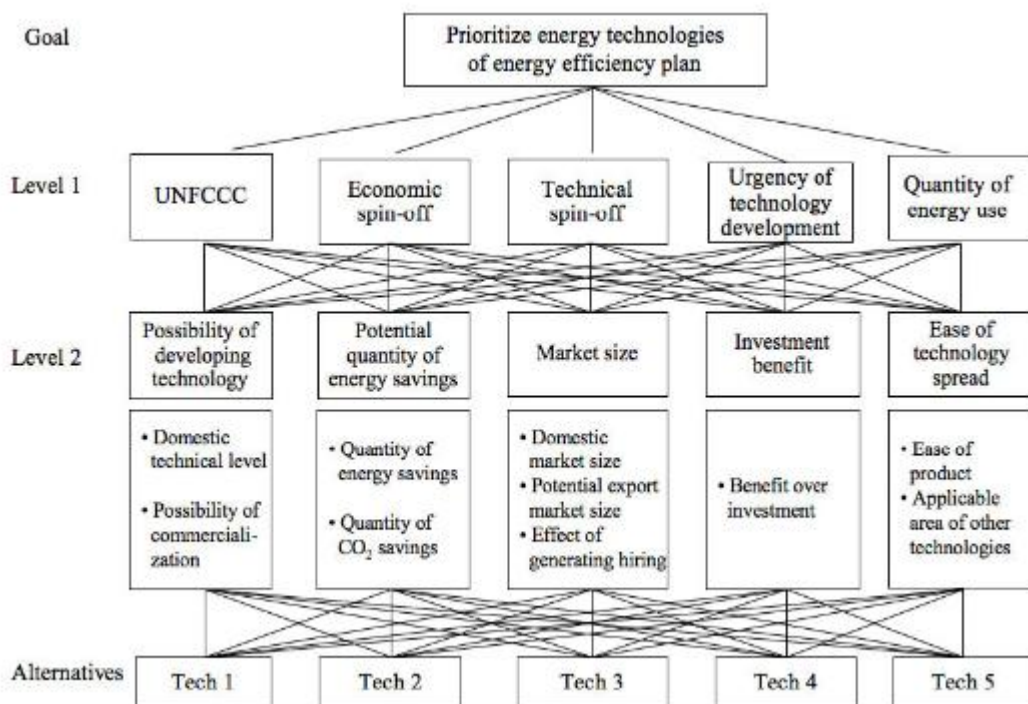 Goal
Prioritize energy technologies
of energy efficiency plan
Level 1
UNFCCC
Economic
spin-off
Technical
spin-off
Urgency of
technology
development
Quantity of
energy use
Level 2
Possibility of
developing
technology
Potential
quantity of
energy savings
Market size
Investment
benefit
Ease of
technology
spread
• Domestic
technical level
• Possibility of
commerciali-
zation
• Quantity of
energy savings
• Quantity of
CO₂ savings
• Domestic
market size
• Potential export
market size
• Effect of
generating hiring
• Benefit over
investment
• Ease of
product
• Applicable
area of other
technologies
Alternatives
Tech 1
Tech 2
Tech 3
Tech 4
Tech 5